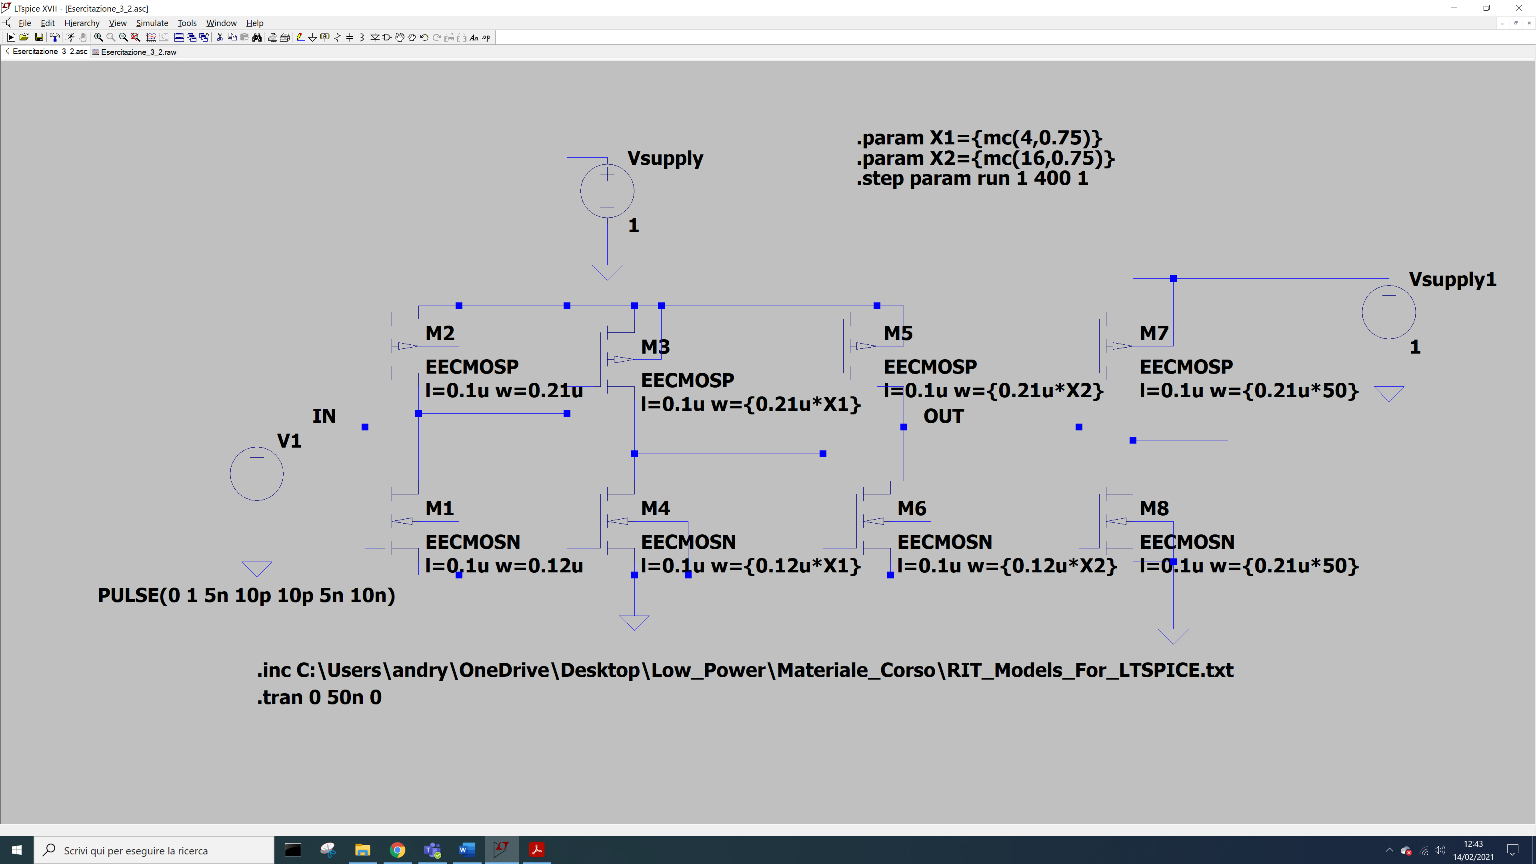 LTspice XVII - [Esercitazione_3_2.asc]
File Edit Hjerarchy View Simulate Tools Window Help
Esercitazione_3_2.asc Esercitazione_3_2.raw
.param X1={mc(4,0.75)}
.param X2={mc(16,0.75)}
.step param run 1 400 1
Vsupply
1
Vsupply1
1
M2
EECMOSP
l=0.1u w=0.21u
M3
EECMOSP
l=0.1u w={0.21u*X1}
M5
EECMOSP
l=0.1u w={0.21u*X2}
M7
EECMOSP
l=0.1u w={0.21u*50}
IN
OUT
V1
M1
EECMOSN
l=0.1u w=0.12u
M4
EECMOSN
l=0.1u w={0.12u*X1}
M6
EECMOSN
l=0.1u w={0.12u*X2}
M8
EECMOSN
l=0.1u w={0.21u*50}
PULSE(0 1 5n 10p 10p 5n 10n)
.inc C:\Users\andry\OneDrive\Desktop\Low_Power\Materiale_Corso\RIT_Models_For_LTSPICE.txt
.tran 0 50n 0
Scrivi qui per eseguire la ricerca
12:43
14/02/2021